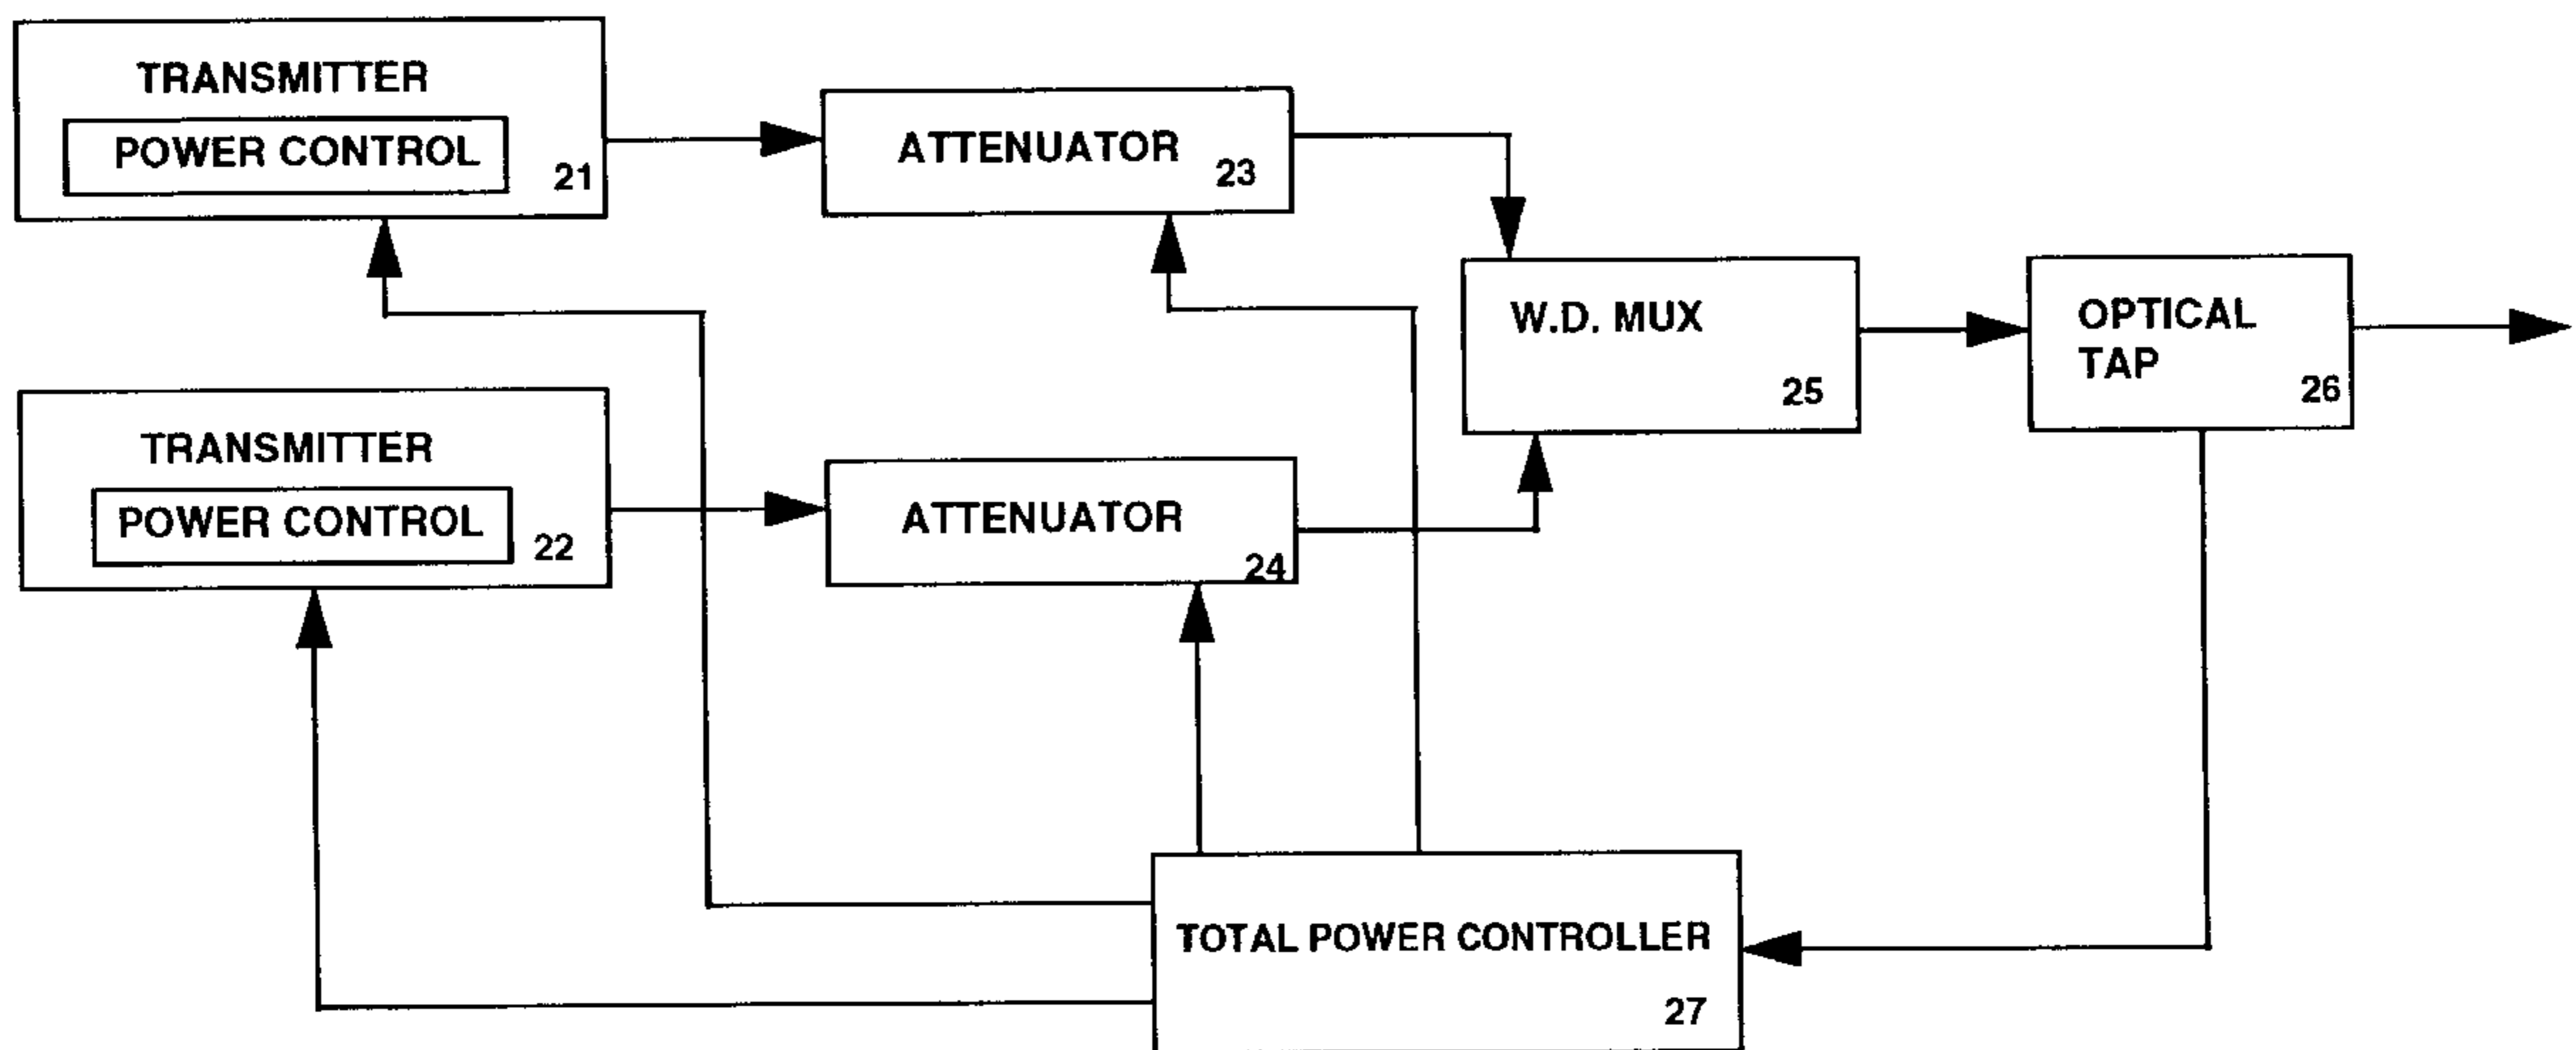 TRANSMITTER
POWER CONTROL
21
ATTENUATOR
23
W.D. MUX
25
OPTICAL
TAP
26
TRANSMITTER
POWER CONTROL
22
ATTENUATOR
24
TOTAL POWER CONTROLLER
27